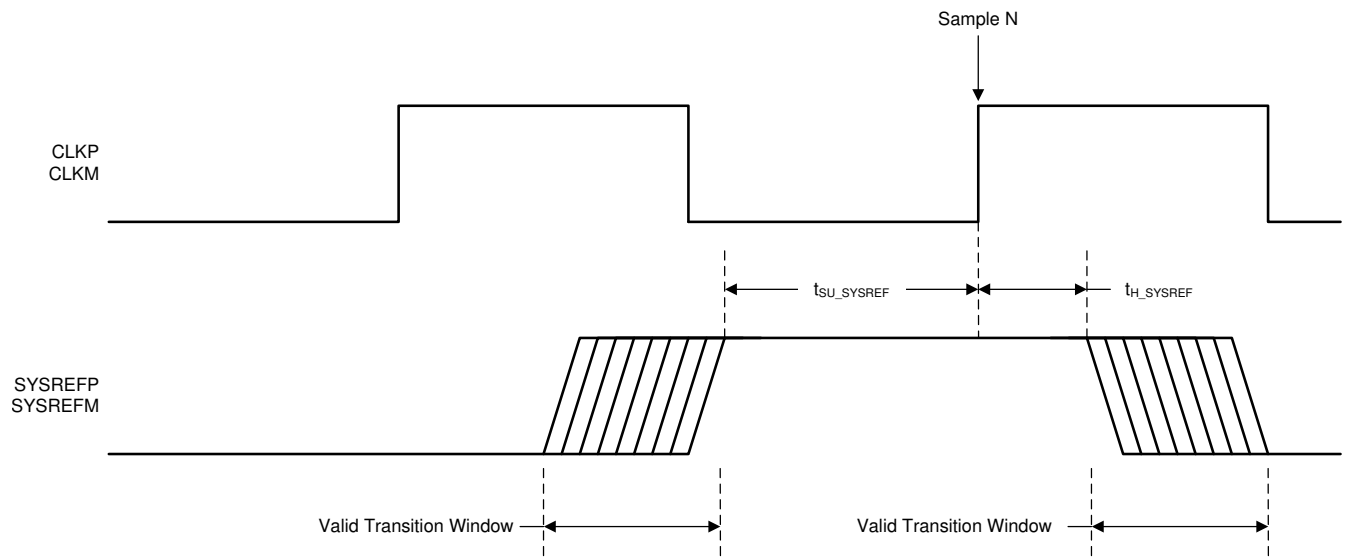 Sample N
CLKP
CLKM
tSU_SYSREF
tH_SYSREF
SYSREFP
SYSREFM
Valid Transition Window
Valid Transition Window